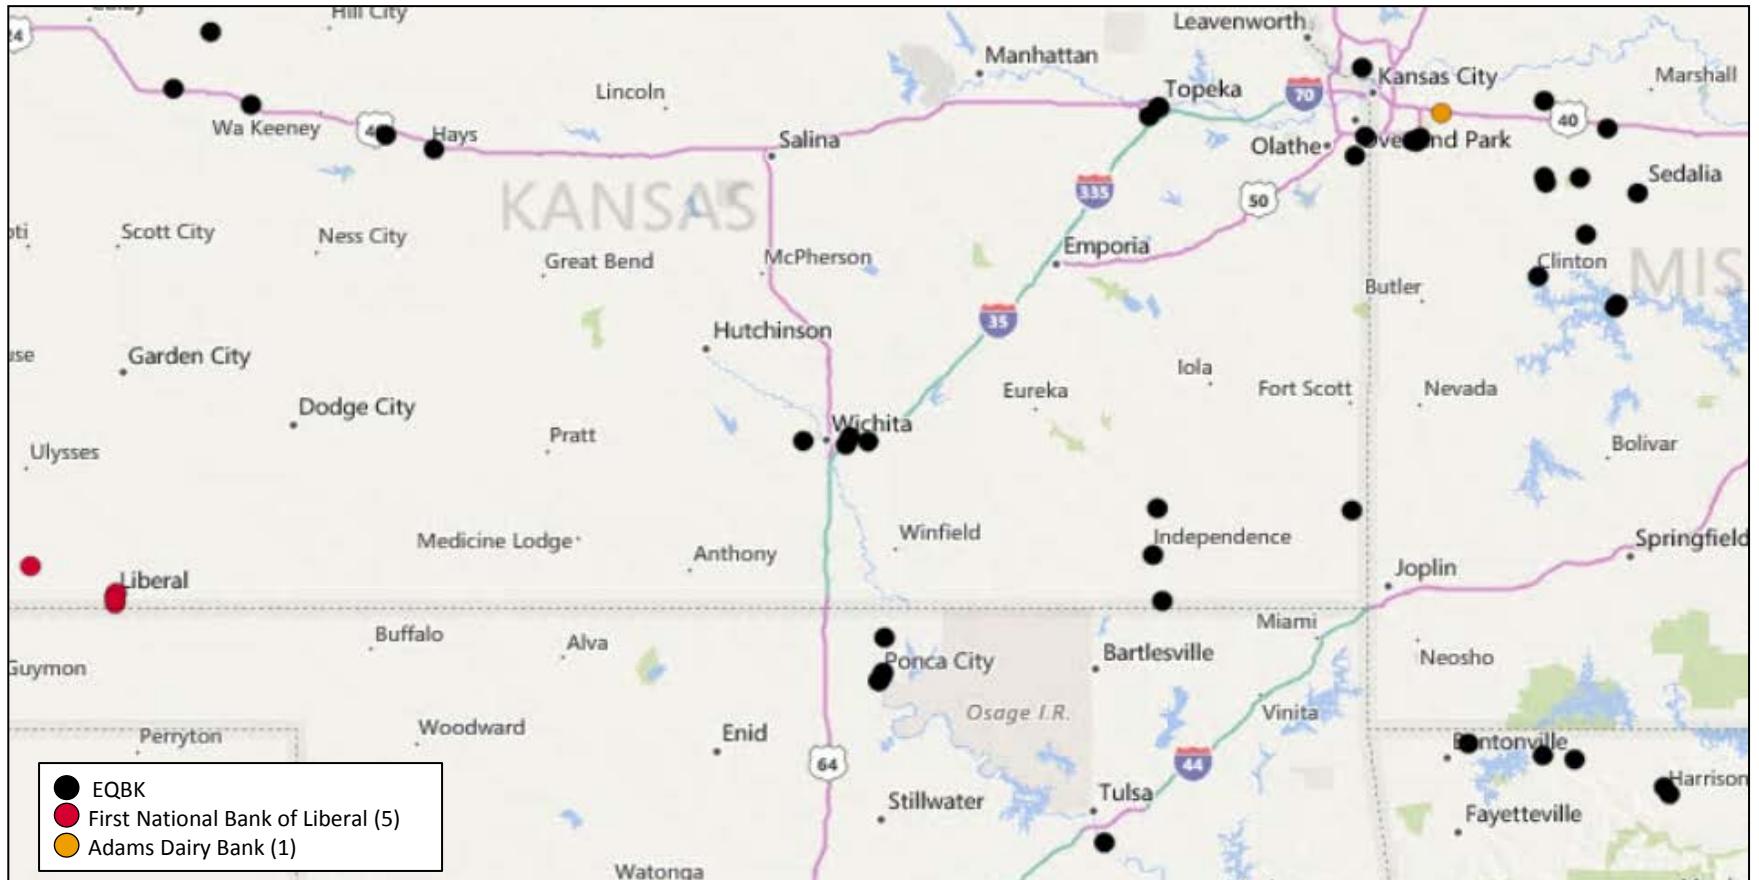 24
Hill City
Leavenworth
Manhattan
Kansas City
Marshall
Lincoln
Topeka
70
40
Wa Keeney
Hays
Salina
Olathe
Sedalia
KANSAS
335
50
Scott City
Ness City
Emporia
Great Bend
McPherson
Clinton
MIS
Butler
35
Hutchinson
Garden City
Iola
Eureka
Fort Scott
Nevada
Dodge City
Wichita
Pratt
Bolivar
Ulysses
Winfield
Independence
Medicine Lodge
Springfield
Anthony
Joplin
Liberal
Miami
Buffalo
Alva
Bartlesville
Neosho
Guymon
Ponca City
Osage I.R.
Vinita
Woodward
Enid
Perryton
64
44
Bentonville
Harrison
Tulsa
Stillwater
Fayetteville
Watonga
EQBK
First National Bank of Liberal (5)
Adams Dairy Bank (1)